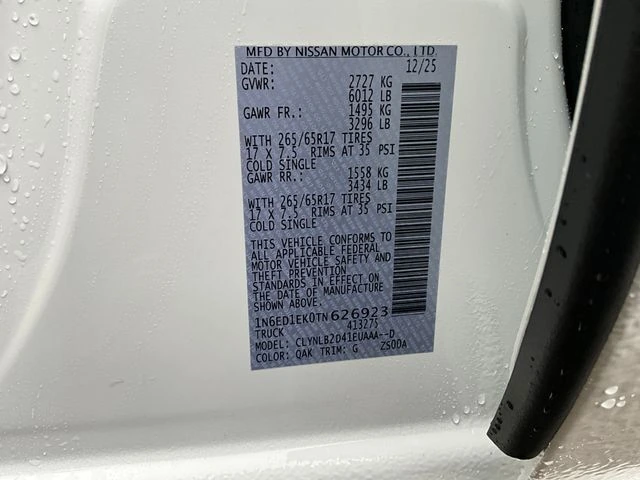 MFD BY NISSAN MOTOR CO., LTD.
DATE: 12/25
GVWR: 2727 KG
6012 LB
GAWR FR.: 1495 KG
3296 LB
WITH 265/65R17 TIRES
17 X 7.5 RIMS AT 35 PSI
COLD SINGLE
GAWR RR.: 1558 KG
3434 LB
WITH 265/65R17 TIRES
17 X 7.5 RIMS AT 35 PSI
COLD SINGLE
THIS VEHICLE CONFORMS TO
ALL APPLICABLE FEDERAL
MOTOR VEHICLE SAFETY AND
THEFT PREVENTION
STANDARDS IN EFFECT ON
THE DATE OF MANUFACTURE
SHOWN ABOVE.
1N6ED1EK0TN626923
TRUCK 41327S
MODEL: CLYNLB2D41EUAAA--D
COLOR: QAK TRIM: G ZS00A